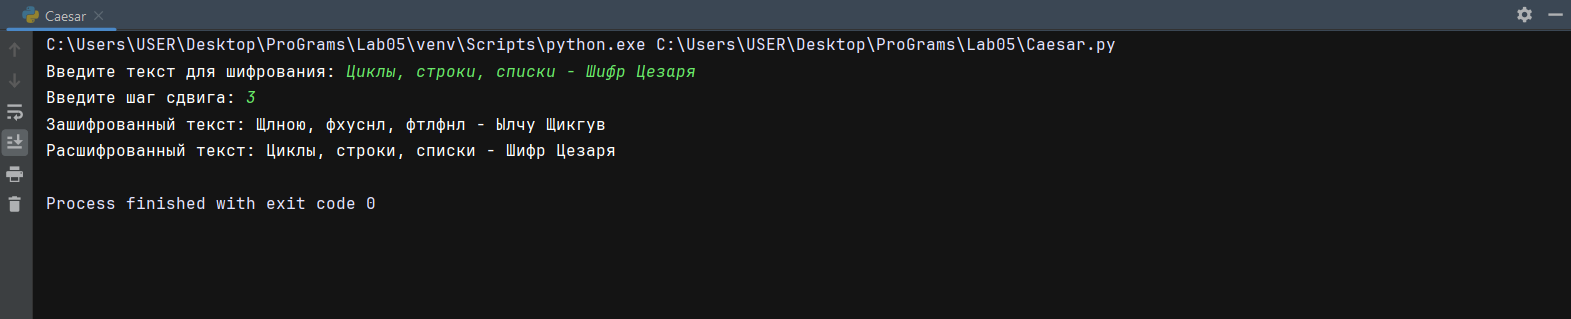 Caesar
C:\Users\USER\Desktop\ProGrams\Lab05\venv\Scripts\python.exe C:\Users\USER\Desktop\ProGrams\Lab05\Caesar.py
Введите текст для шифрования: Циклы, строки, списки - Шифр Цезаря
Введите шаг сдвига: 3
Зашифрованный текст: Щлною, фхуснл, фтлфнл - Ылчу Щикгув
Расшифрованный текст: Циклы, строки, списки - Шифр Цезаря
Process finished with exit code 0